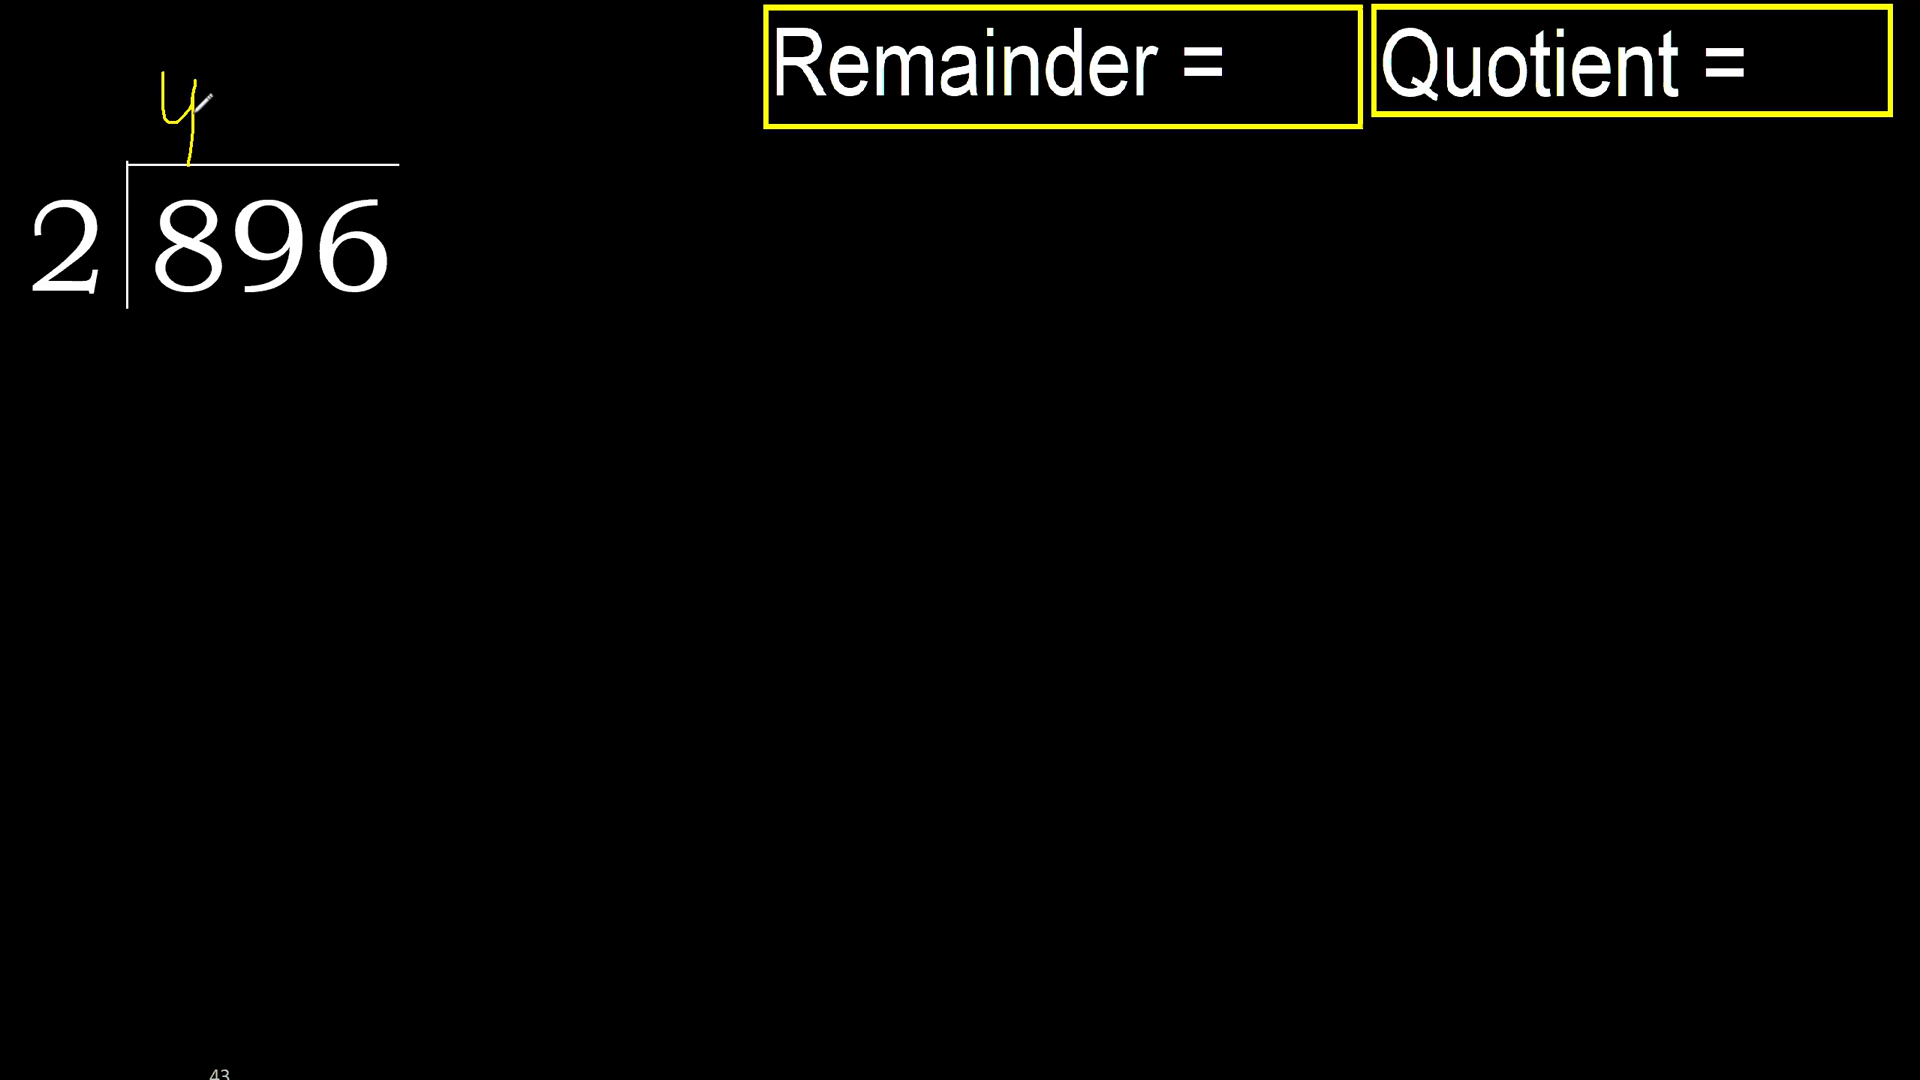 Remainder = Quotient =
4
2 896
43